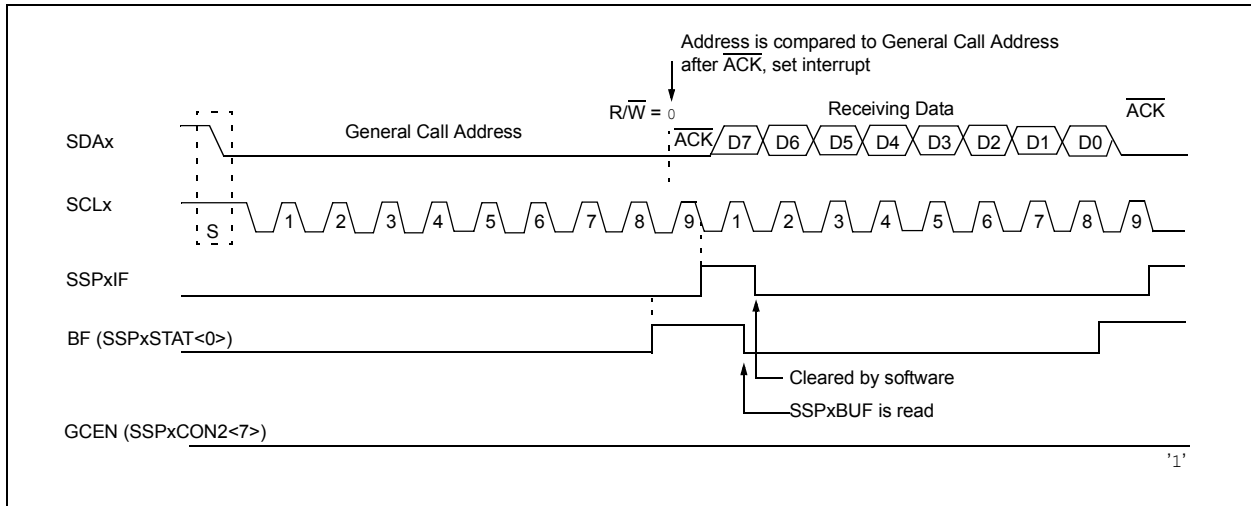 Address is compared to General Call Address
after ACK, set interrupt
R/W = 0
Receiving Data
ACK
SDAx
General Call Address
ACK
D7 D6 D5 D4 D3 D2 D1 D0
SCLx
S
1 2 3 4 5 6 7 8 9 1 2 3 4 5 6 7 8 9
SSPxIF
BF (SSPxSTAT<0>)
Cleared by software
SSPxBUF is read
GCEN (SSPxCON2<7>)
'1'